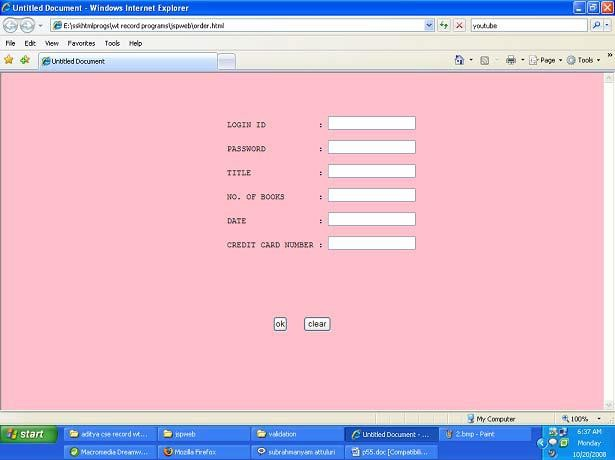 Untitled Document - Windows Internet Explorer
E:\sskhtmlprogs\wt record programs\jspweb\order.html
youtube
File Edit View Favorites Tools Help
Untitled Document
Page Tools
LOGIN ID :
PASSWORD :
TITLE :
NO. OF BOOKS :
DATE :
CREDIT CARD NUMBER :
ok clear
My Computer 100%
start
aditya cse record wt... jspweb validation Untitled Document - ... 2.bmp - Paint
6:37 AM
Macromedia Dreamw... Mozilla Firefox subrahmanyam attuluri p55.doc [Compatibili...
Monday
10/20/2008